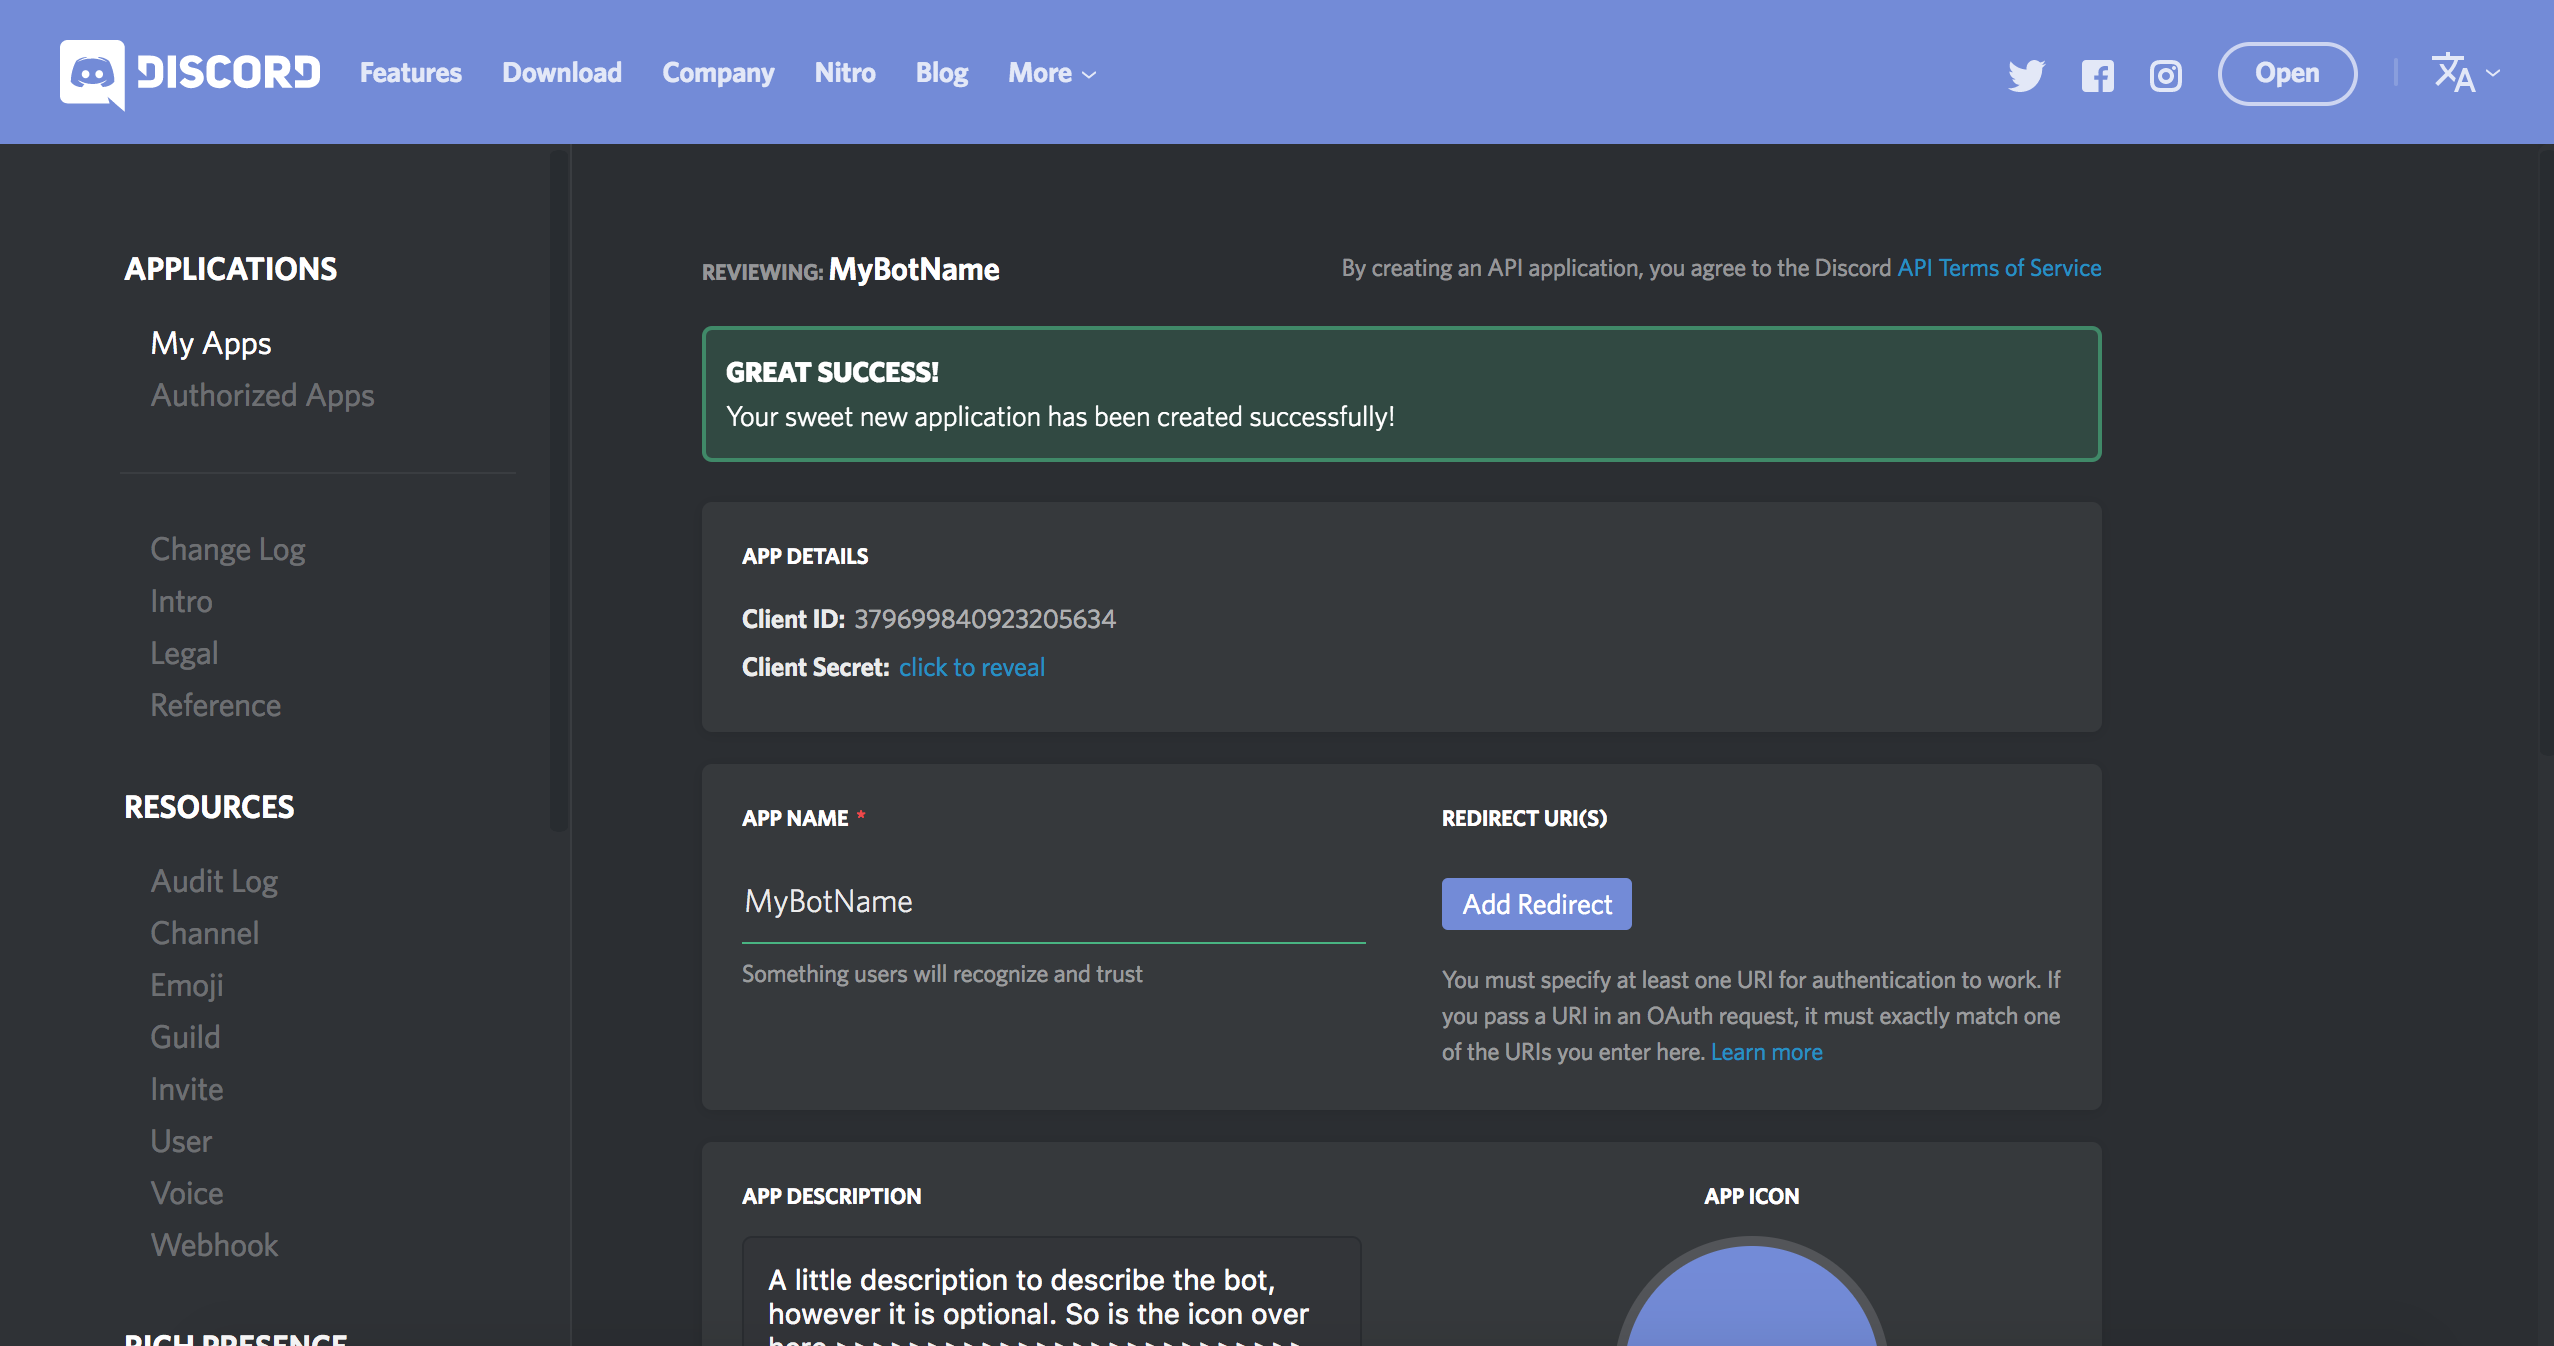 DISCORD Features Download Company Nitro Blog More Open
APPLICATIONS
My Apps
Authorized Apps
Change Log
Intro
Legal
Reference
RESOURCES
Audit Log
Channel
Emoji
Guild
Invite
User
Voice
Webhook
RICH PRESENCE
REVIEWING: MyBotName
By creating an API application, you agree to the Discord API Terms of Service
GREAT SUCCESS!
Your sweet new application has been created successfully!
APP DETAILS
Client ID: 379699840923205634
Client Secret: click to reveal
APP NAME *
MyBotName
Something users will recognize and trust
REDIRECT URI(S)
Add Redirect
You must specify at least one URI for authentication to work. If
you pass a URI in an OAuth request, it must exactly match one
of the URIs you enter here. Learn more
APP DESCRIPTION
A little description to describe the bot,
however it is optional. So is the icon over
here
APP ICON